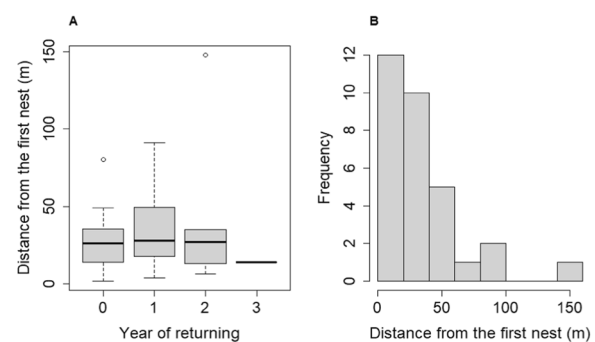 A
Distance from the first nest (m)
150
100
50
0
0 1 2 3
Year of returning
B
Frequency
12
10
8
6
4
2
0
0 50 100 150
Distance from the first nest (m)